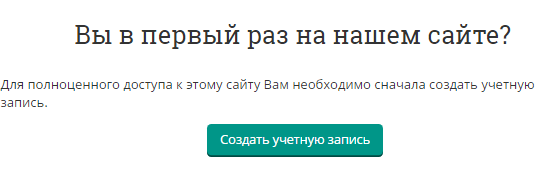 Вы в первый раз на нашем сайте?
Для полноценного доступа к этому сайту Вам необходимо сначала создать учетную
запись.
Создать учетную запись